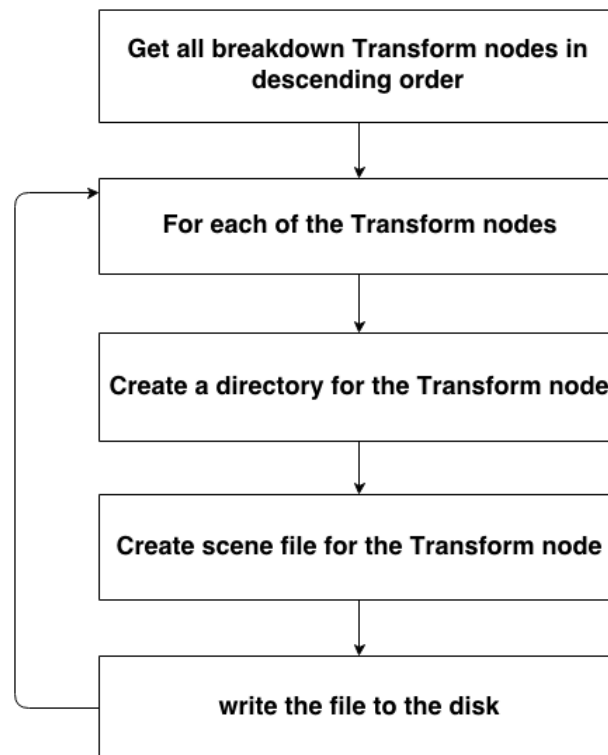 Get all breakdown Transform nodes in
descending order
For each of the Transform nodes
Create a directory for the Transform node
Create scene file for the Transform node
write the file to the disk